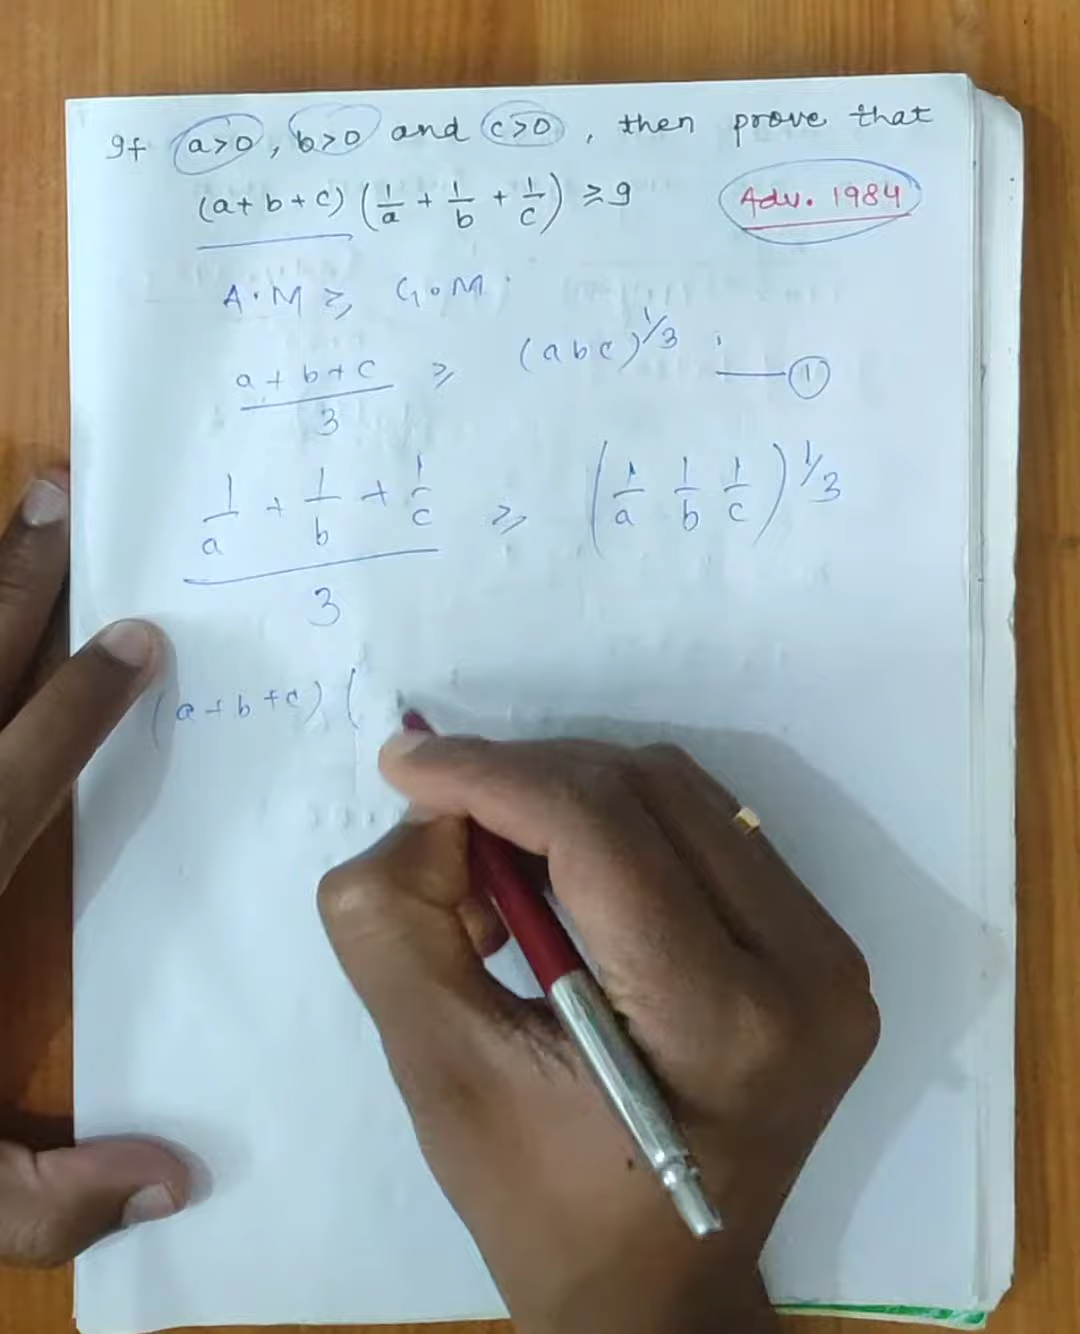 If a>0, b>0 and c>0, then prove that
(a+b+c)(1/a + 1/b + 1/c) ≥ 9 Adv. 1984
A.M ≥ G.M.
(a+b+c)/3 ≥ (abc)^1/3 ①
(1/a + 1/b + 1/c)/3 ≥ (1/a 1/b 1/c)^1/3
(a+b+c) (